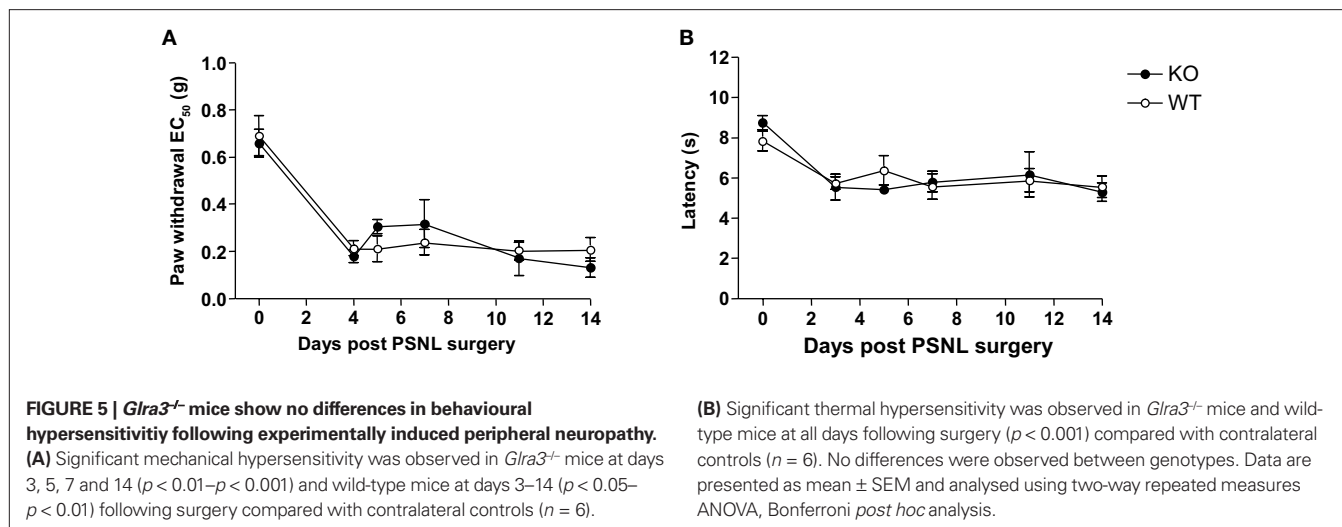 A
Paw withdrawal EC50 (g)
1.0
0.8
0.6
0.4
0.2
0.0
0 2 4 6 8 10 12 14
Days post PSNL surgery
B
Latency (s)
12
10
8
6
4
2
0
0 2 4 6 8 10 12 14
Days post PSNL surgery
KO
WT
FIGURE 5 | Glra3–/– mice show no differences in behavioural
hypersensitivitiy following experimentally induced peripheral neuropathy.
(A) Significant mechanical hypersensitivity was observed in Glra3–/– mice at days
3, 5, 7 and 14 (p < 0.01–p < 0.001) and wild-type mice at days 3–14 (p < 0.05–
p < 0.01) following surgery compared with contralateral controls (n = 6).
(B) Significant thermal hypersensitivity was observed in Glra3–/– mice and wild-
type mice at all days following surgery (p < 0.001) compared with contralateral
controls (n = 6). No differences were observed between genotypes. Data are
presented as mean ± SEM and analysed using two-way repeated measures
ANOVA, Bonferroni post hoc analysis.